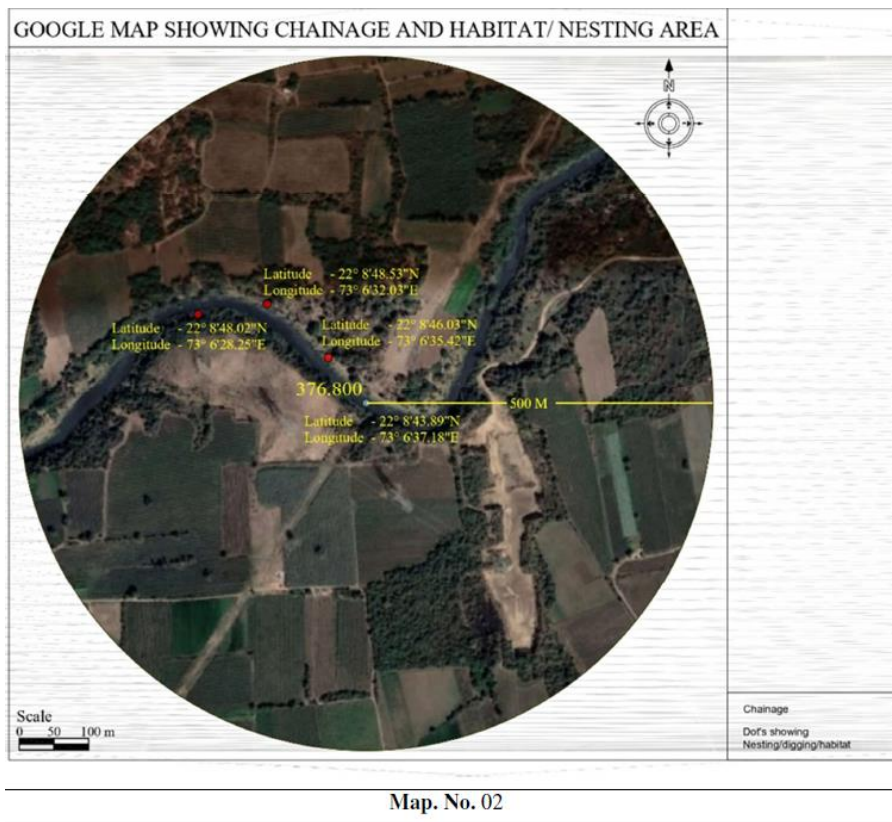 GOOGLE MAP SHOWING CHAINAGE AND HABITAT/ NESTING AREA
N
Latitude - 22° 8'48.53"N
Longitude - 73° 6'32.03"E
Latitude - 22° 8'48.02"N
Longitude - 73° 6'28.25"E
Latitude - 22° 8'46.03"N
Longitude - 73° 6'35.42"E
376.800
500 M
Latitude - 22° 8'43.89"N
Longitude - 73° 6'37.18"E
Scale
0 50 100 m
Chainage
Dot's showing
Nesting/digging/habitat
Map. No. 02